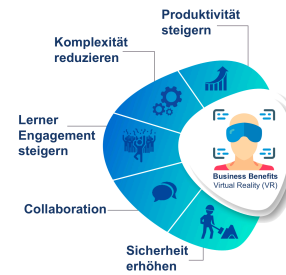 Produktivität
steigern
Komplexität
reduzieren
Lerner
Engagement
steigern
Business Benefits
Virtual Reality (VR)
Collaboration
Sicherheit
erhöhen